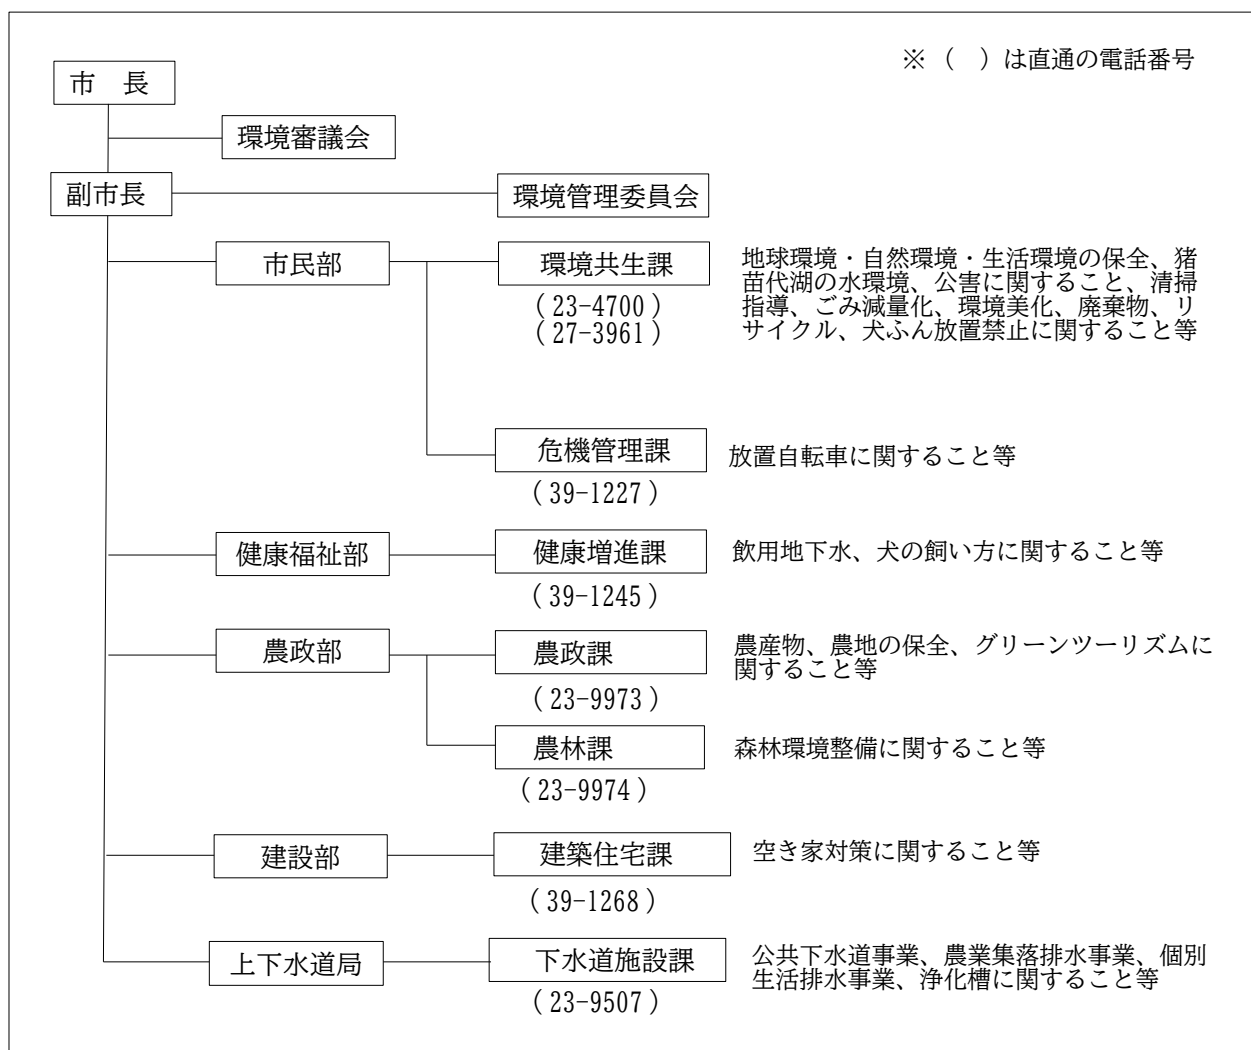 ※（　）は直通の電話番号
市　長
環境審議会
副市長
環境管理委員会
市民部
環境共生課
（23-4700）
（27-3961）
地球環境・自然環境・生活環境の保全、猪
苗代湖の水環境、公害に関すること、清掃
指導、ごみ減量化、環境美化、廃棄物、リ
サイクル、犬ふん放置禁止に関すること等
危機管理課
（39-1227）
放置自転車に関すること等
健康福祉部
健康増進課
（39-1245）
飲用地下水、犬の飼い方に関すること等
農政部
農政課
（23-9973）
農産物、農地の保全、グリーンツーリズムに
関すること等
農林課
（23-9974）
森林環境整備に関すること等
建設部
建築住宅課
（39-1268）
空き家対策に関すること等
上下水道局
下水道施設課
（23-9507）
公共下水道事業、農業集落排水事業、個別
生活排水事業、浄化槽に関すること等